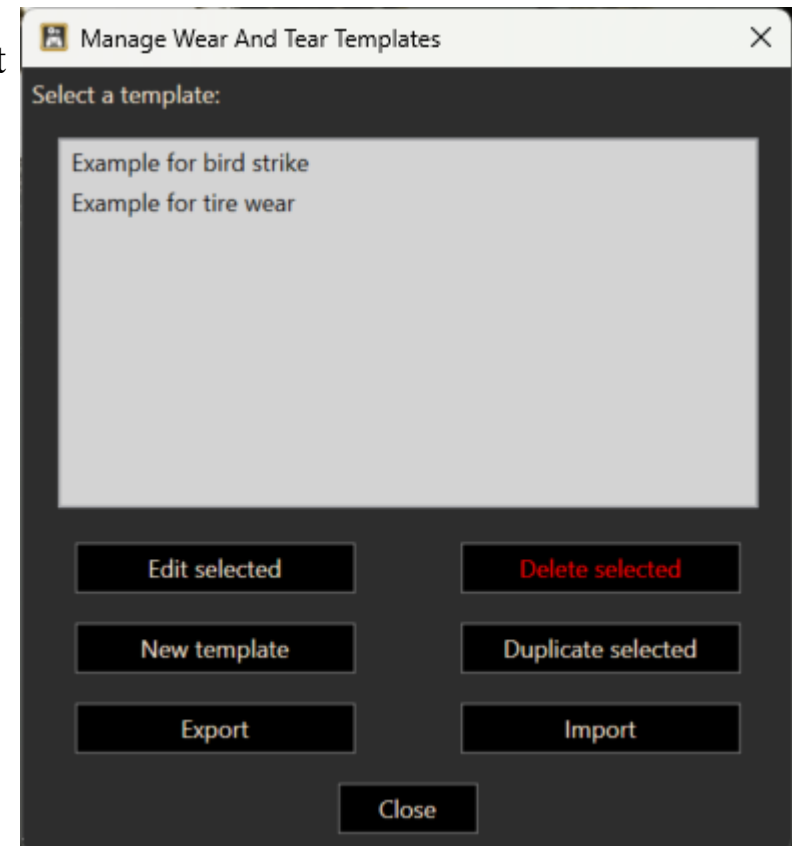 Manage Wear And Tear Templates
t
Select a template:
Example for bird strike
Example for tire wear
Edit selected
Delete selected
New template
Duplicate selected
Export
Import
Close